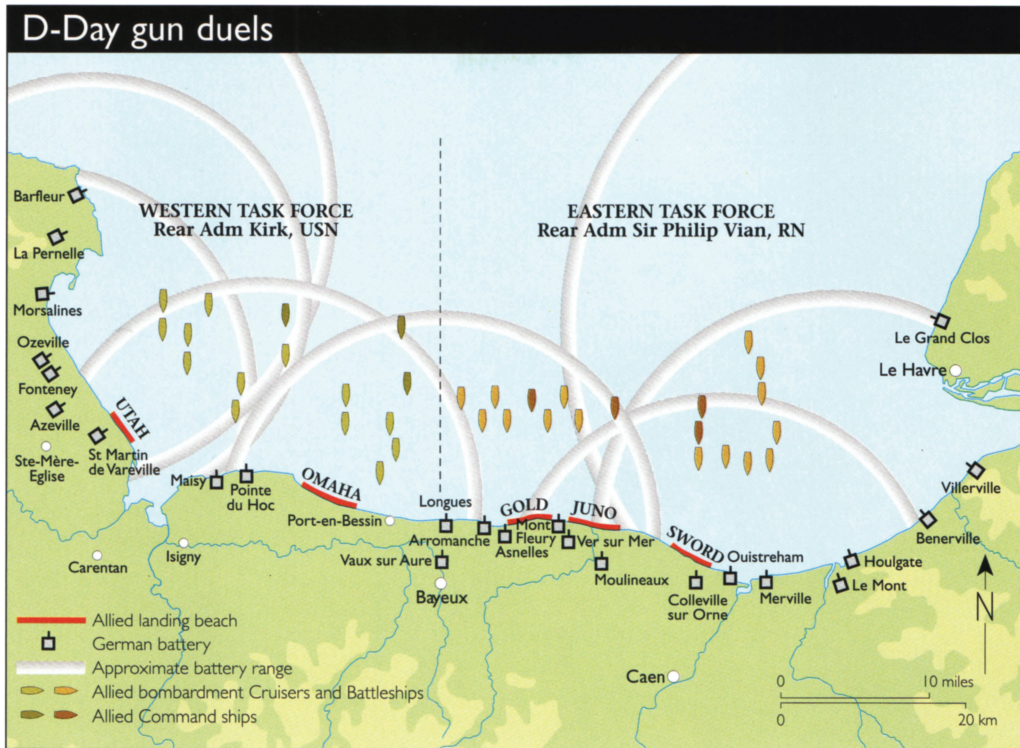 D-Day gun duels
WESTERN TASK FORCE
Rear Adm Kirk, USN
EASTERN TASK FORCE
Rear Adm Sir Philip Vian, RN
Barfleur
La Pernelle
Morsalines
Ozeville
Fonteney
Azeville
UTAH
Ste-Mère-
Eglise
St Martin
de Vareville
Maisy
Pointe
du Hoc
OMAHA
Port-en-Bessin
Longues
Arromanche
GOLD
Mont
Fleury
Asnelles
JUNO
Ver sur Mer
Moulineaux
SWORD
Ouistreham
Colleville
sur Orne
Merville
Houlgate
Le Mont
Benerville
Villerville
Le Grand Clos
Le Havre
Carentan
Isigny
Vaux sur Aure
Bayeux
Caen
N
Allied landing beach
German battery
Approximate battery range
Allied bombardment Cruisers and Battleships
Allied Command ships
0 10 miles
0 20 km